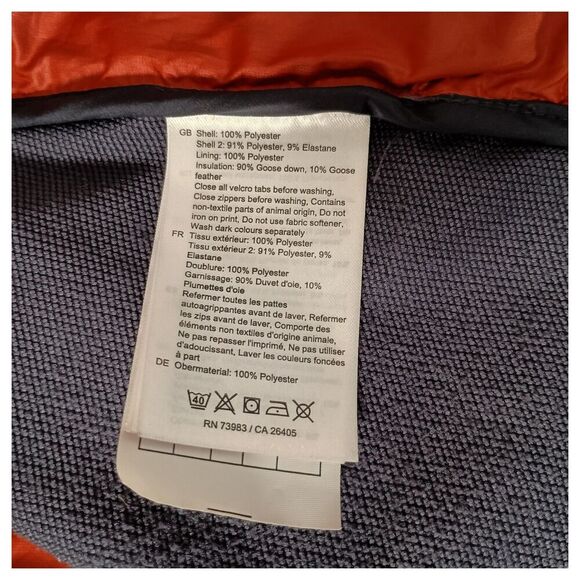 GB Shell: 100% Polyester
Shell 2: 91% Polyester, 9% Elastane
Lining: 100% Polyester
Insulation: 90% Goose down, 10% Goose
feather
Close all velcro tabs before washing,
Close zippers before washing, Contains
non-textile parts of animal origin, Do not
iron on print, Do not use fabric softener,
Wash dark colours separately
FR Tissu extérieur: 100% Polyester
Tissu extérieur 2: 91% Polyester, 9%
Elastane
Doublure: 100% Polyester
Garnissage: 90% Duvet d'oie, 10%
Plumettes d'oie
Refermer toutes les pattes
autoagrippantes avant de laver, Refermer
les zips avant de laver, Comporte des
éléments non textiles d'origine animale,
Ne pas repasser l'imprimé, Ne pas utiliser
d'adoucissant, Laver les couleurs foncées
à part
DE Obermaterial: 100% Polyester
40
RN 73983 / CA 26405